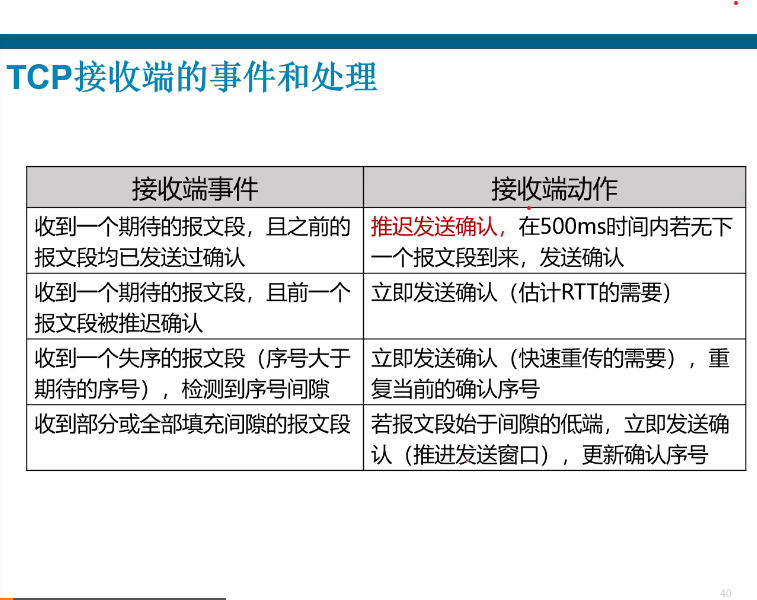 TCP接收端的事件和处理
接收端事件
接收端动作
收到一个期待的报文段，且之前的
报文段均已发送过确认
推迟发送确认，在500ms时间内若无下
一个报文段到来，发送确认
收到一个期待的报文段，且前一个
报文段被推迟确认
立即发送确认（估计RTT的需要）
收到一个失序的报文段（序号大于
期待的序号），检测到序号间隙
立即发送确认（快速重传的需要），重
复当前的确认序号
收到部分或全部填充间隙的报文段
若报文段始于间隙的低端，立即发送确
认（推进发送窗口），更新确认序号
40